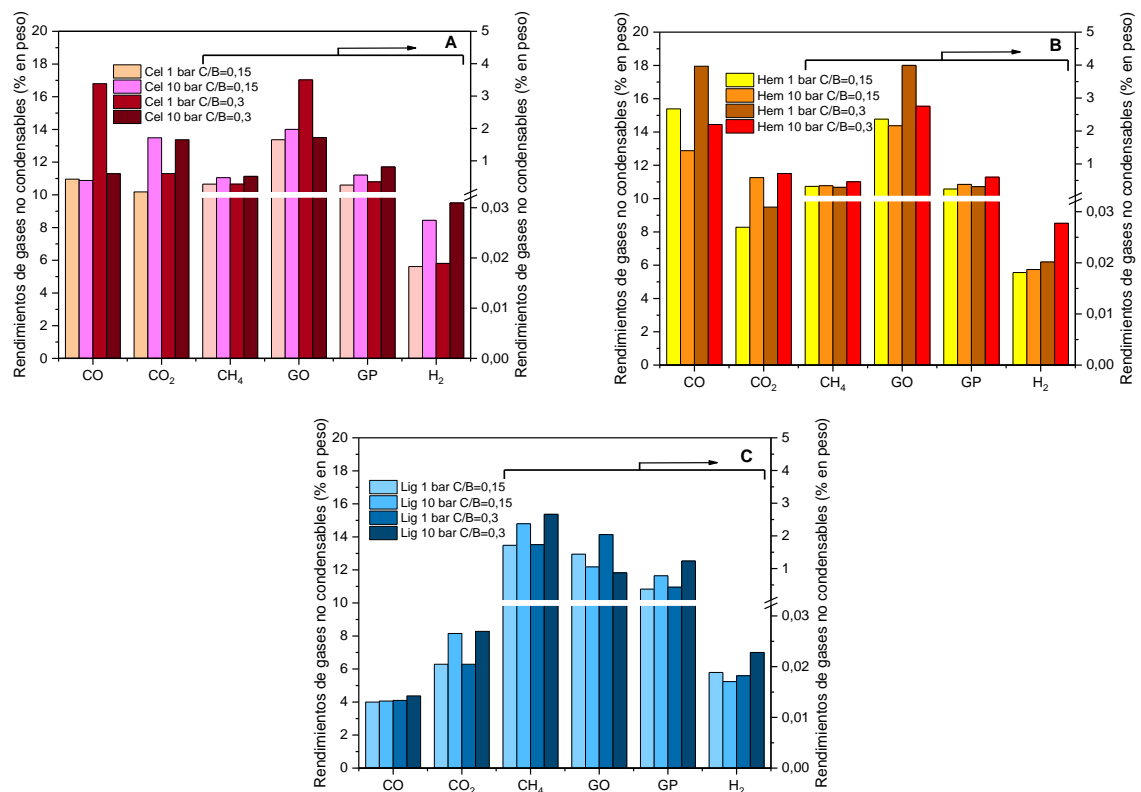 Rendimientos de gases no condensables (% en peso)
20
18
16
14
12
10
8
6
4
2
0
A
Cel 1 bar C/B=0,15
Cel 10 bar C/B=0,15
Cel 1 bar C/B=0,3
Cel 10 bar C/B=0,3
5
4
3
2
1
0,03
0,02
0,01
0,00
Rendimientos de gases no condensables (% en peso)
CO CO₂ CH₄ GO GP H₂
Rendimientos de gases no condensables (% en peso)
20
18
16
14
12
10
8
6
4
2
0
B
Hem 1 bar C/B=0,15
Hem 10 bar C/B=0,15
Hem 1 bar C/B=0,3
Hem 10 bar C/B=0,3
5
4
3
2
1
0,03
0,02
0,01
0,00
Rendimientos de gases no condensables (% en peso)
CO CO₂ CH₄ GO GP H₂
Rendimientos de gases no condensables (% en peso)
20
18
16
14
12
10
8
6
4
2
0
C
Lig 1 bar C/B=0,15
Lig 10 bar C/B=0,15
Lig 1 bar C/B=0,3
Lig 10 bar C/B=0,3
5
4
3
2
1
0,03
0,02
0,01
0,00
Rendimientos de gases no condensables (% en peso)
CO CO₂ CH₄ GO GP H₂